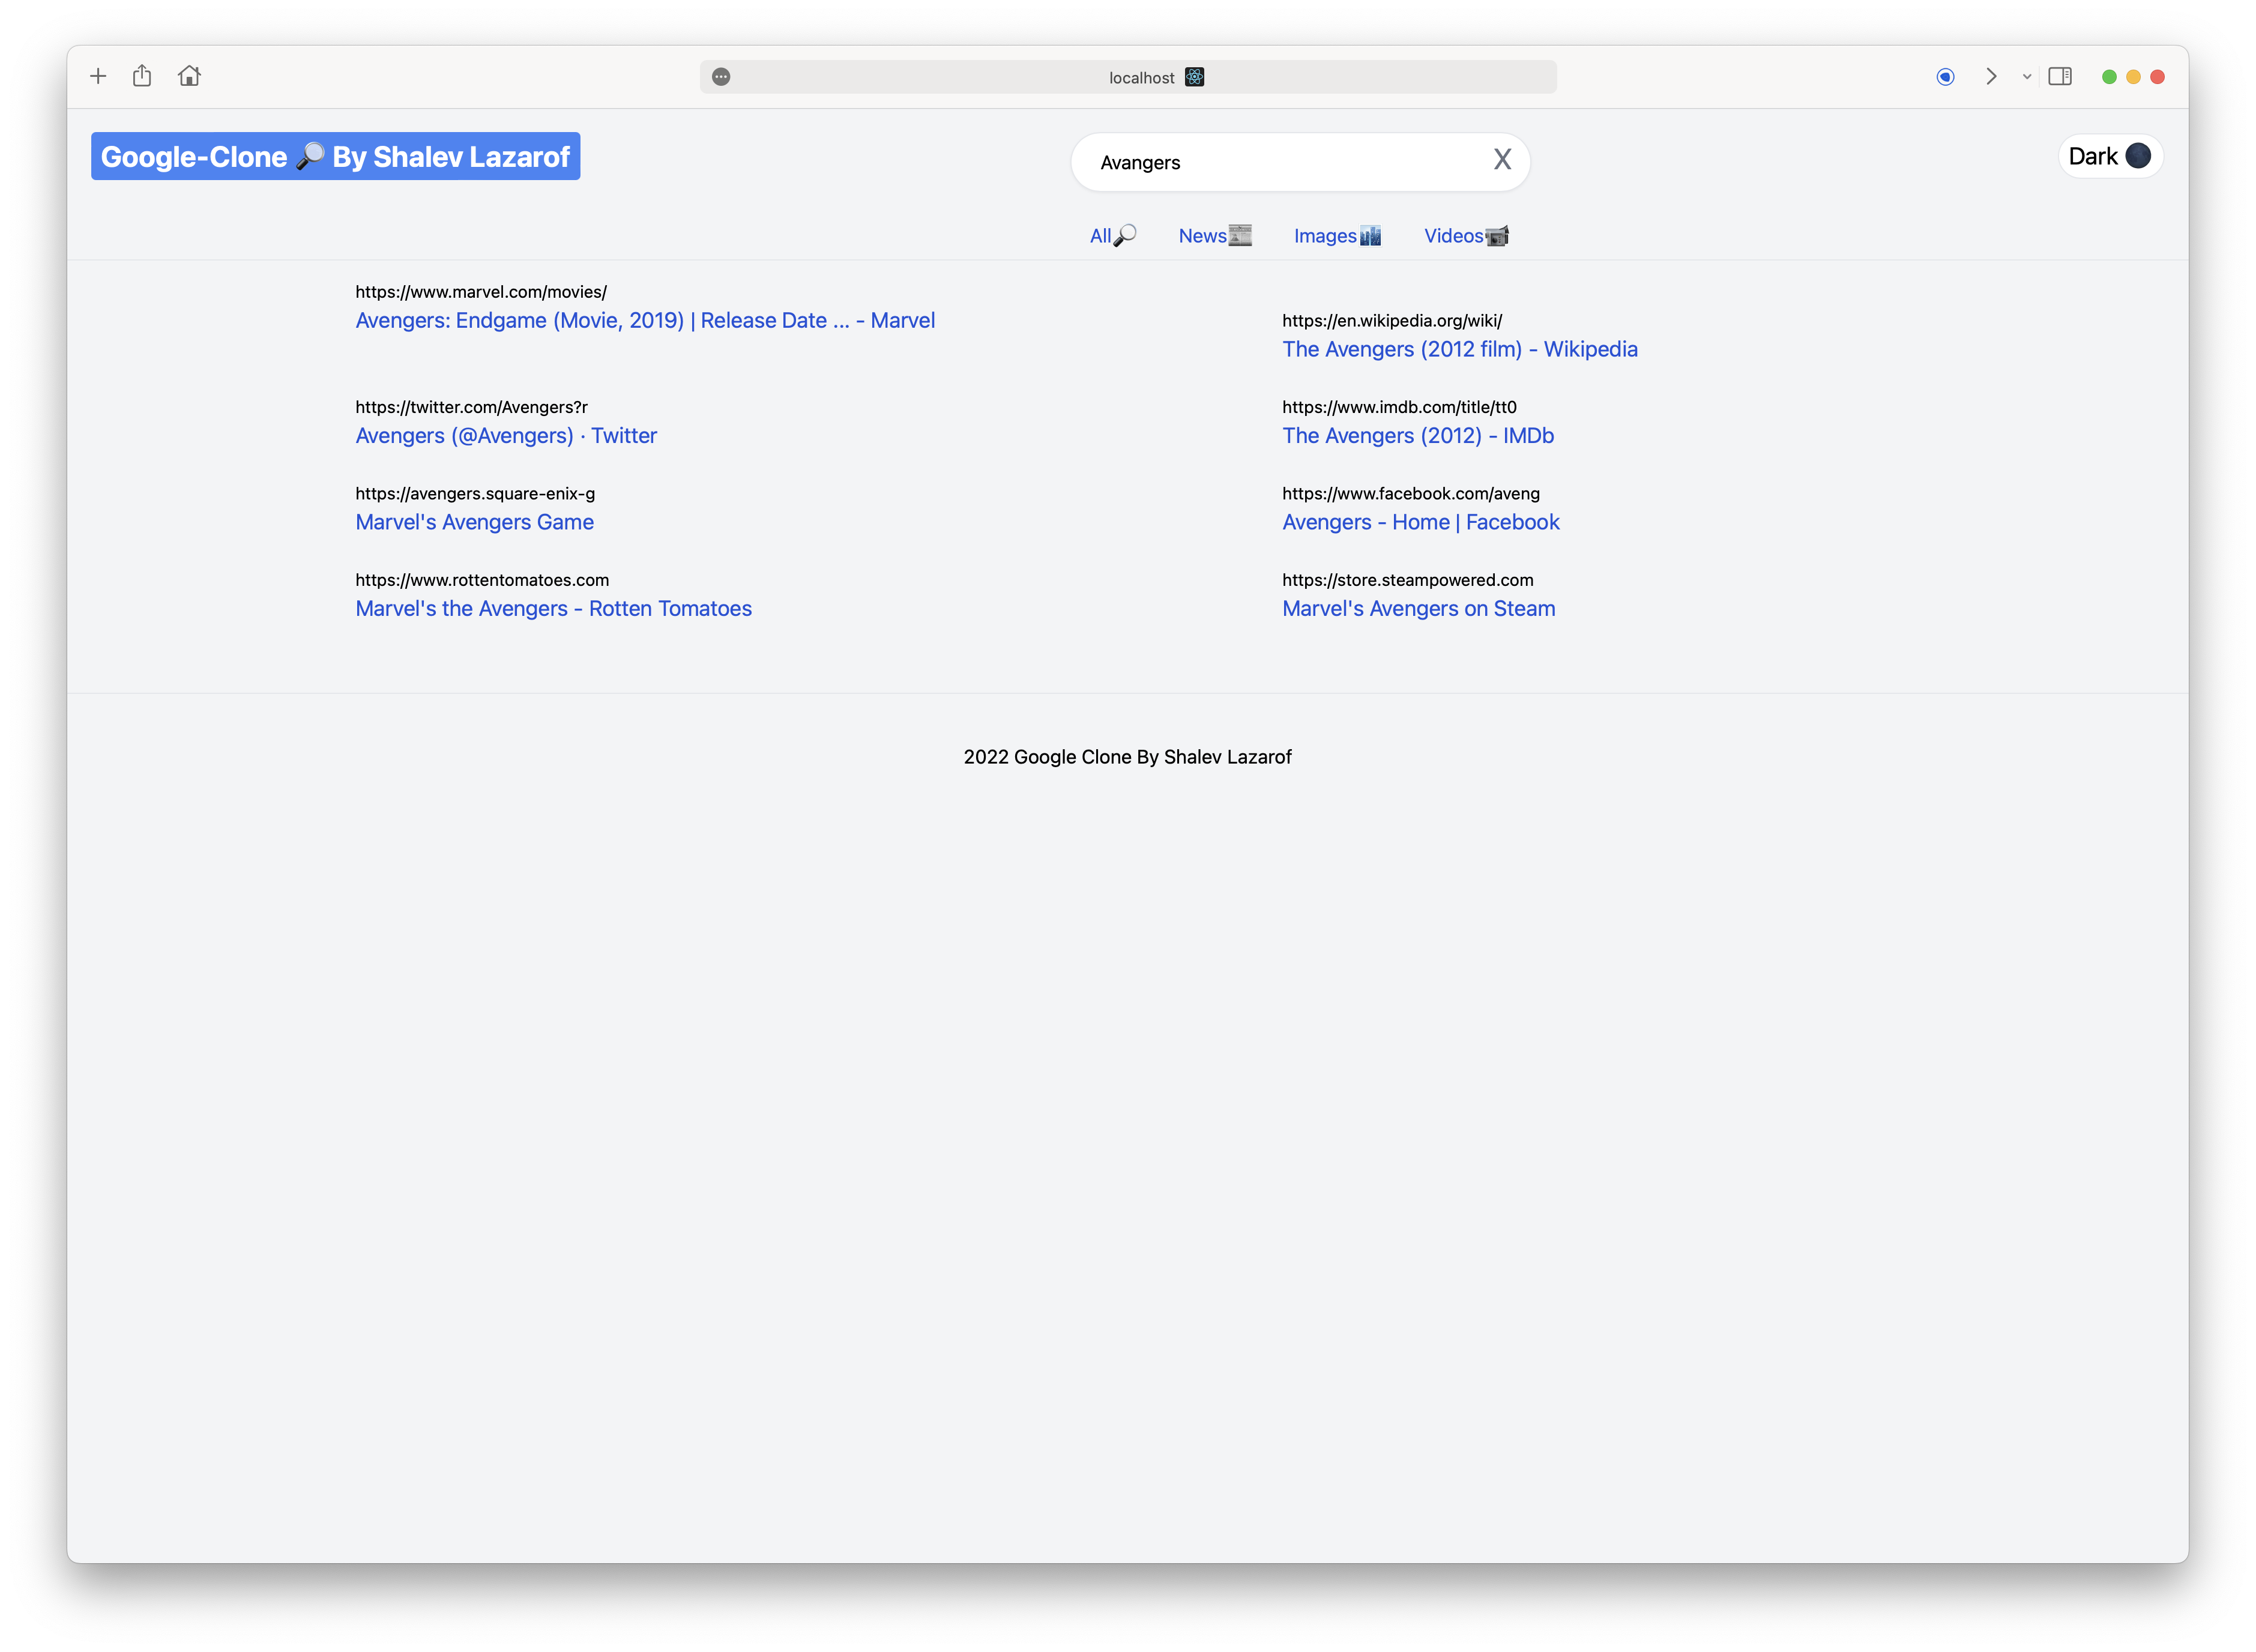 localhost
Google-Clone 🔎 By Shalev Lazarof
Avangers X
Dark 🌑
All🔎 News📰 Images🌃 Videos📹
https://www.marvel.com/movies/
Avengers: Endgame (Movie, 2019) | Release Date ... - Marvel
https://en.wikipedia.org/wiki/
The Avengers (2012 film) - Wikipedia
https://twitter.com/Avengers?r
Avengers (@Avengers) · Twitter
https://www.imdb.com/title/tt0
The Avengers (2012) - IMDb
https://avengers.square-enix-g
Marvel's Avengers Game
https://www.facebook.com/aveng
Avengers - Home | Facebook
https://www.rottentomatoes.com
Marvel's the Avengers - Rotten Tomatoes
https://store.steampowered.com
Marvel's Avengers on Steam
2022 Google Clone By Shalev Lazarof